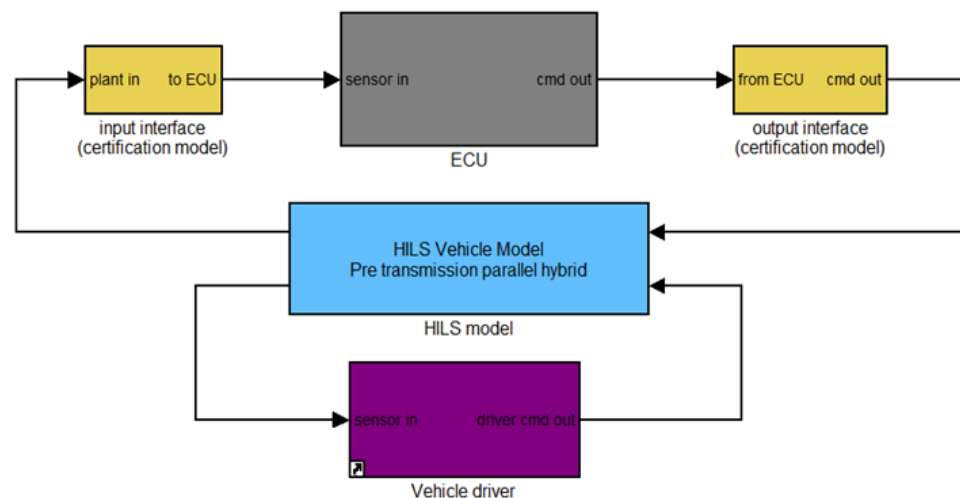 plant in to ECU
input interface
(certification model)
sensor in cmd out
ECU
from ECU cmd out
output interface
(certification model)
HILS Vehicle Model
Pre transmission parallel hybrid
HILS model
sensor in driver cmd out
Vehicle driver